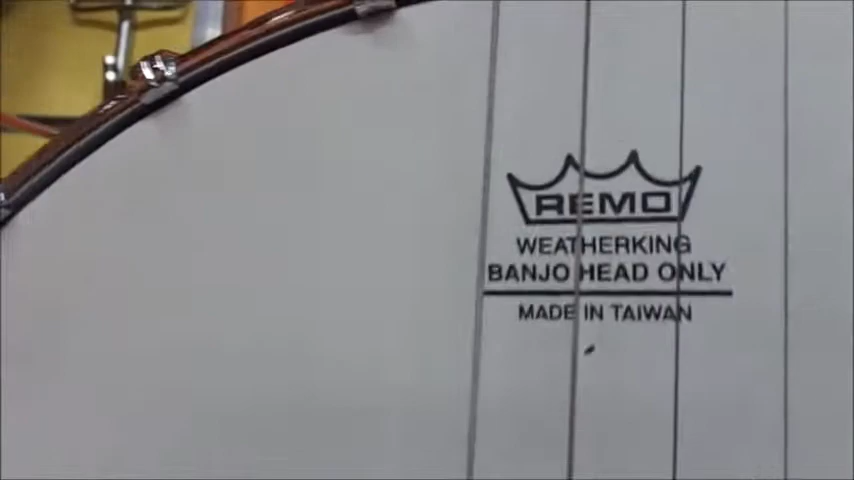 REMO
WEATHERKING
BANJO HEAD ONLY
MADE IN TAIWAN